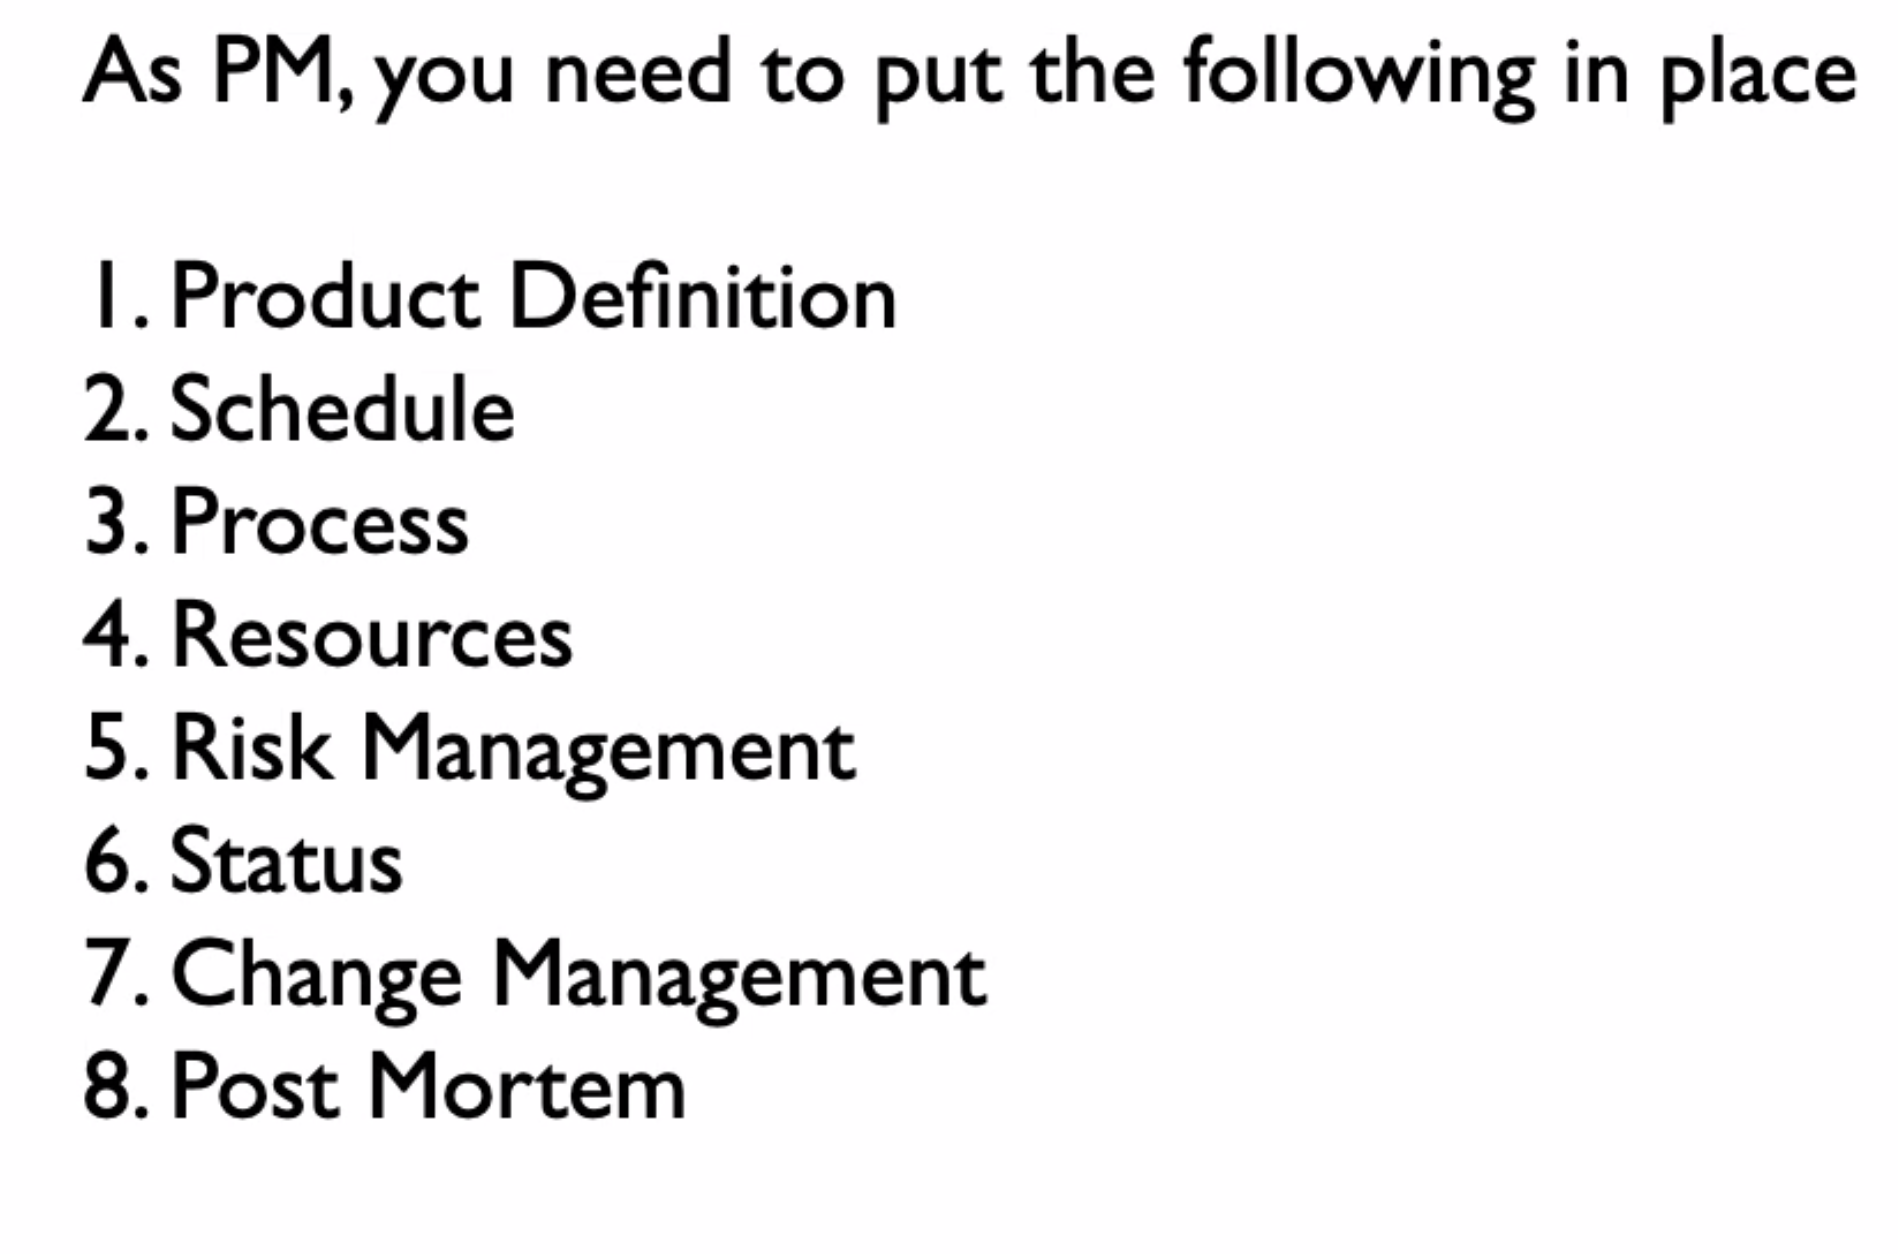 As PM, you need to put the following in place
1. Product Definition
2. Schedule
3. Process
4. Resources
5. Risk Management
6. Status
7. Change Management
8. Post Mortem